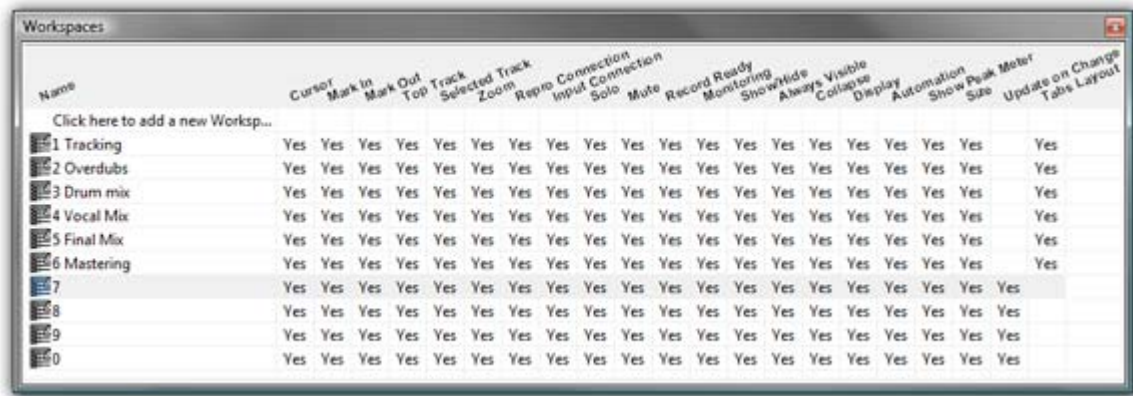 Workspaces
Name Cursor Mark In Mark Out Top Track Selected Track Zoom Repro Connection Input Connection Solo Mute Record Ready Monitoring Show/Hide Always Visible Collapse Display Automation Show Peak Meter Size Update on Change Tabs Layout
Click here to add a new Worksp...
1 Tracking Yes Yes Yes Yes Yes Yes Yes Yes Yes Yes Yes Yes Yes Yes Yes Yes Yes Yes Yes Yes
2 Overdubs Yes Yes Yes Yes Yes Yes Yes Yes Yes Yes Yes Yes Yes Yes Yes Yes Yes Yes Yes Yes
3 Drum mix Yes Yes Yes Yes Yes Yes Yes Yes Yes Yes Yes Yes Yes Yes Yes Yes Yes Yes Yes Yes
4 Vocal Mix Yes Yes Yes Yes Yes Yes Yes Yes Yes Yes Yes Yes Yes Yes Yes Yes Yes Yes Yes Yes
5 Final Mix Yes Yes Yes Yes Yes Yes Yes Yes Yes Yes Yes Yes Yes Yes Yes Yes Yes Yes Yes Yes
6 Mastering Yes Yes Yes Yes Yes Yes Yes Yes Yes Yes Yes Yes Yes Yes Yes Yes Yes Yes Yes Yes
7 Yes Yes Yes Yes Yes Yes Yes Yes Yes Yes Yes Yes Yes Yes Yes Yes Yes Yes Yes Yes
8 Yes Yes Yes Yes Yes Yes Yes Yes Yes Yes Yes Yes Yes Yes Yes Yes Yes Yes Yes Yes
9 Yes Yes Yes Yes Yes Yes Yes Yes Yes Yes Yes Yes Yes Yes Yes Yes Yes Yes Yes Yes
0 Yes Yes Yes Yes Yes Yes Yes Yes Yes Yes Yes Yes Yes Yes Yes Yes Yes Yes Yes Yes